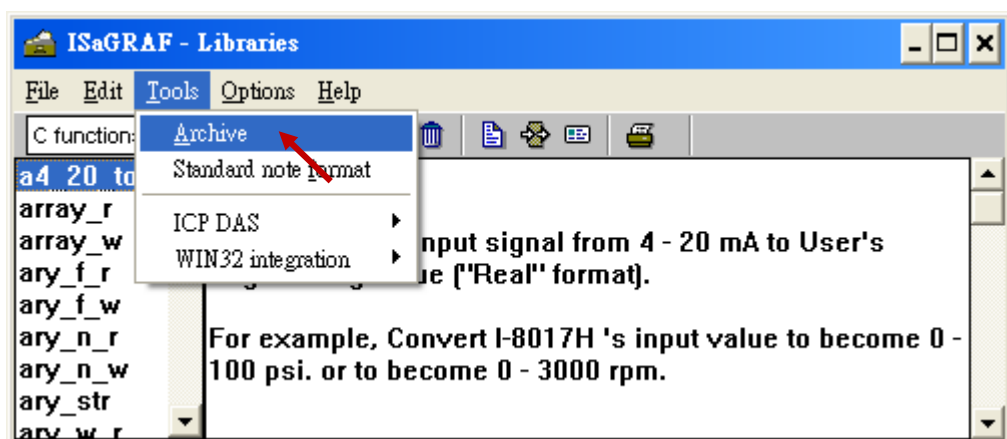 ISaGRAF - Libraries
File Edit Tools Options Help
C function
Archive
Standard note format
ICP DAS
WIN32 integration
a4_20_to
array_r
array_w
ary_f_r
ary_f_w
ary_n_r
ary_n_w
ary_str
ary_w_r
nput signal from 4 - 20 mA to User's
ue ("Real" format).
For example, Convert I-8017H 's input value to become 0 -
100 psi. or to become 0 - 3000 rpm.